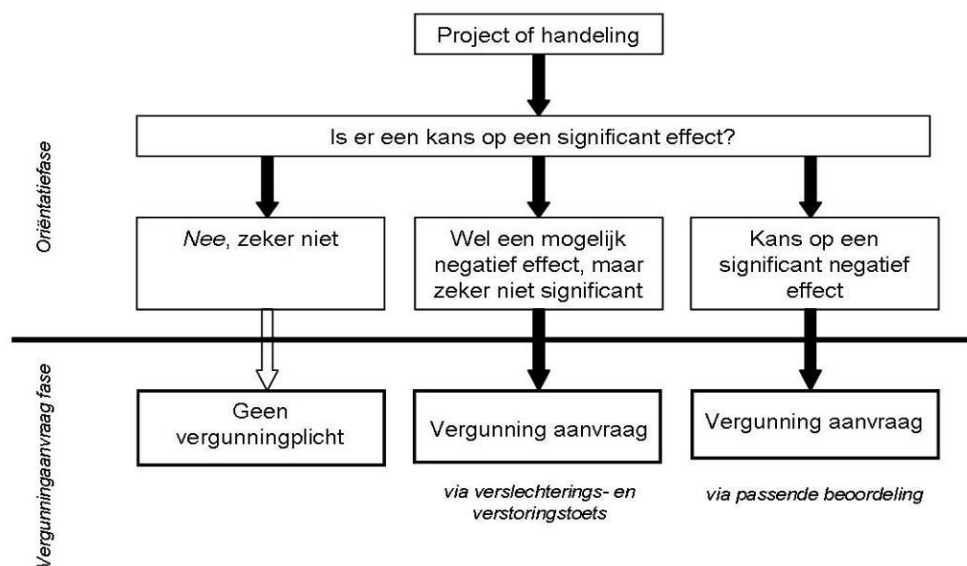 Project of handeling
Is er een kans op een significant effect?
Oriëntatiefase
Nee, zeker niet
Wel een mogelijk
negatief effect, maar
zeker niet significant
Kans op een
significant negatief
effect
Vergunningaanvraag fase
Geen
vergunningplicht
Vergunning aanvraag
Vergunning aanvraag
via verslechterings- en
verstoringstoets
via passende beoordeling